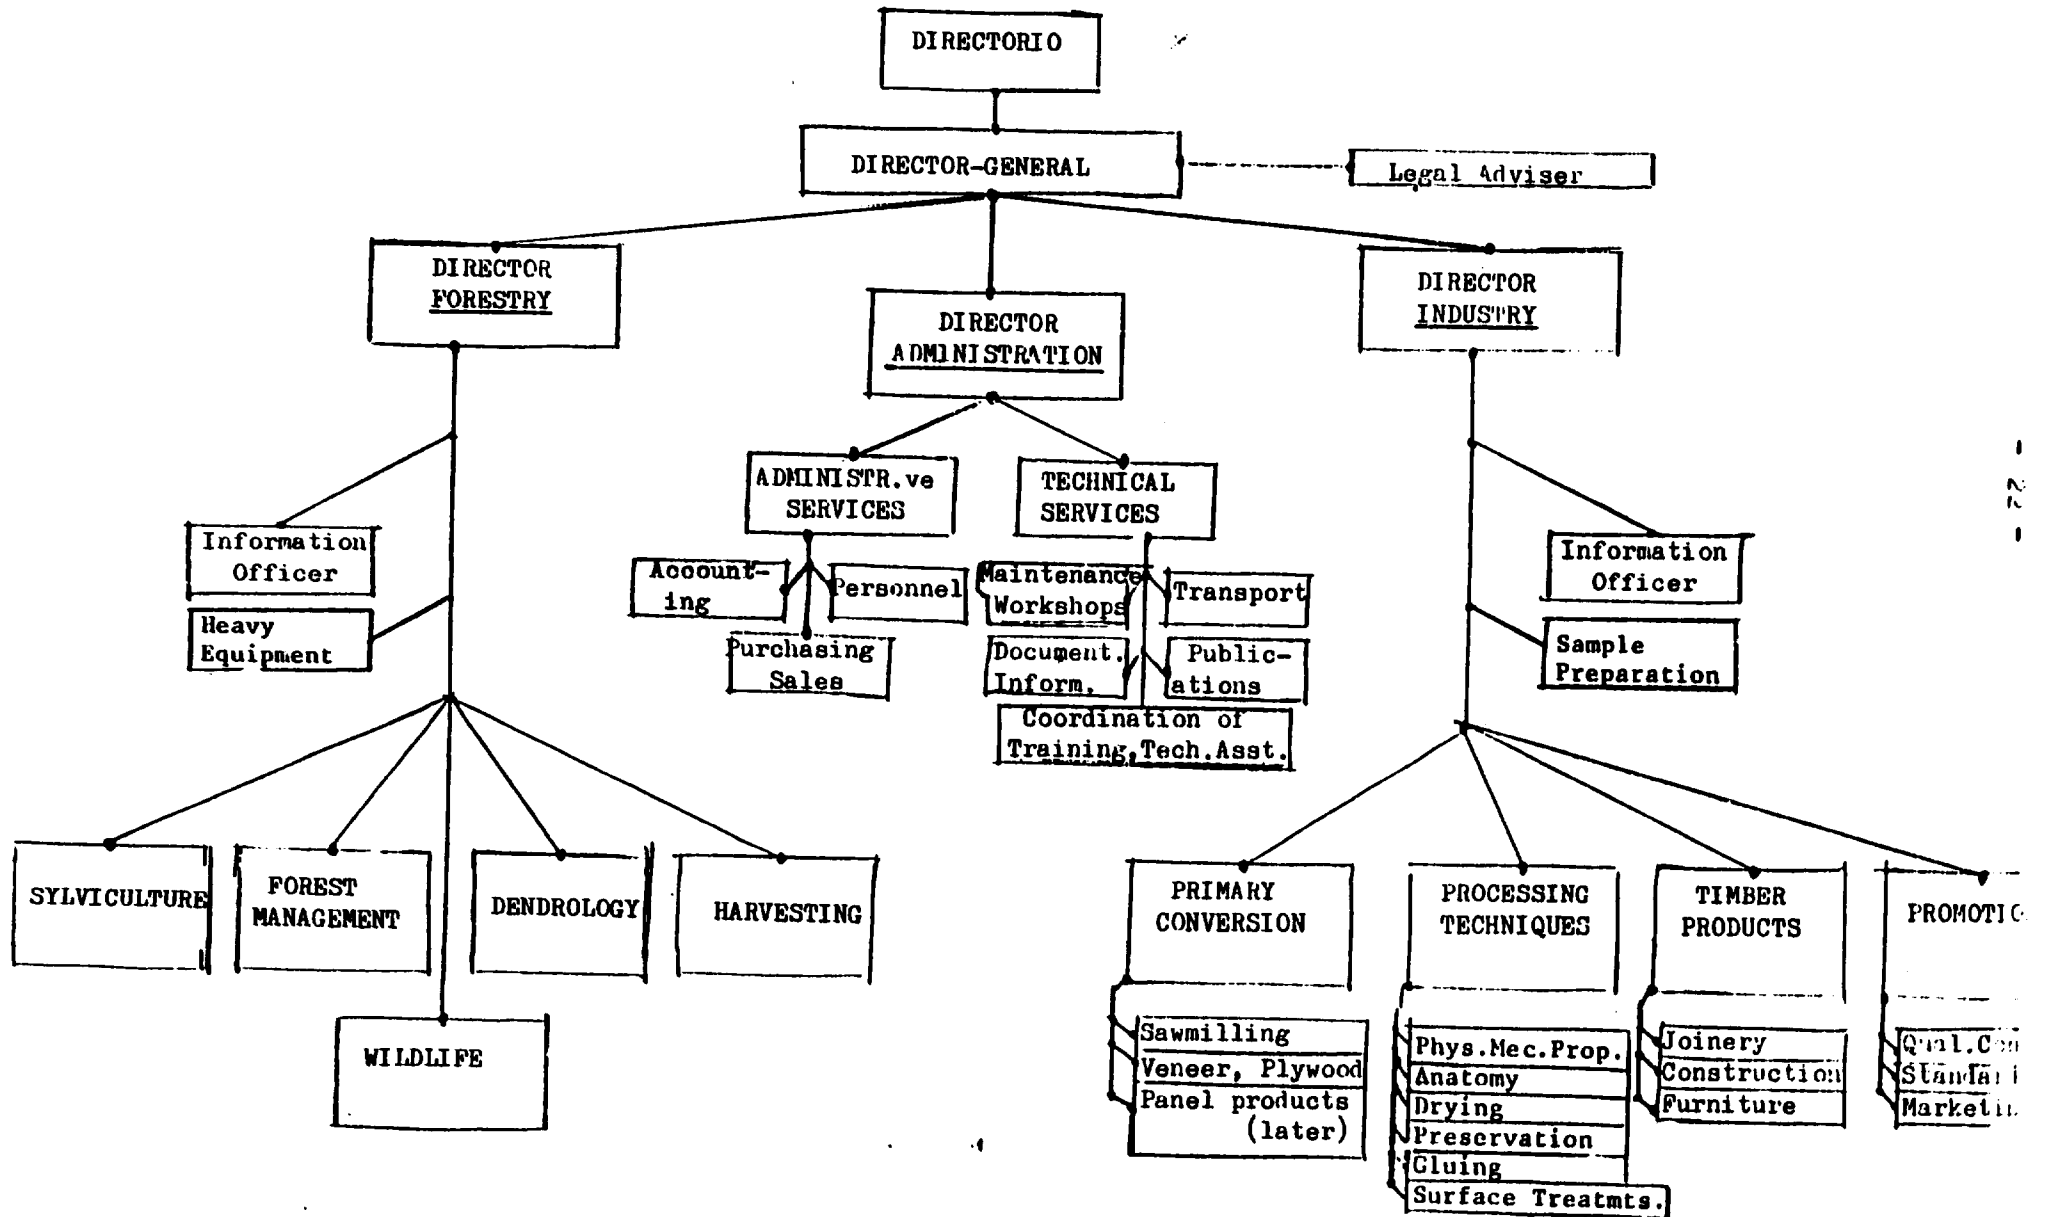 DIRECTORIO
DIRECTOR-GENERAL
Legal Adviser
DIRECTOR
FORESTRY
DIRECTOR
ADMINISTRATION
DIRECTOR
INDUSTRY
ADMINISTR.ve
SERVICES
TECHNICAL
SERVICES
- 22 -
Information
Officer
Heavy
Equipment
Account-
ing
Personnel
Purchasing
Sales
Maintenance
Workshops
Transport
Document.
Inform.
Public-
ations
Coordination of
Training,Tech.Asst.
Information
Officer
Sample
Preparation
SYLVICULTURE
FOREST
MANAGEMENT
DENDROLOGY
HARVESTING
WILDLIFE
PRIMARY
CONVERSION
PROCESSING
TECHNIQUES
TIMBER
PRODUCTS
Sawmilling
Veneer, Plywood
Panel products
(later)
Phys.Mec.Prop.
Anatomy
Drying
Preservation
Gluing
Surface Treatmts.
Joinery
Construction
Furniture